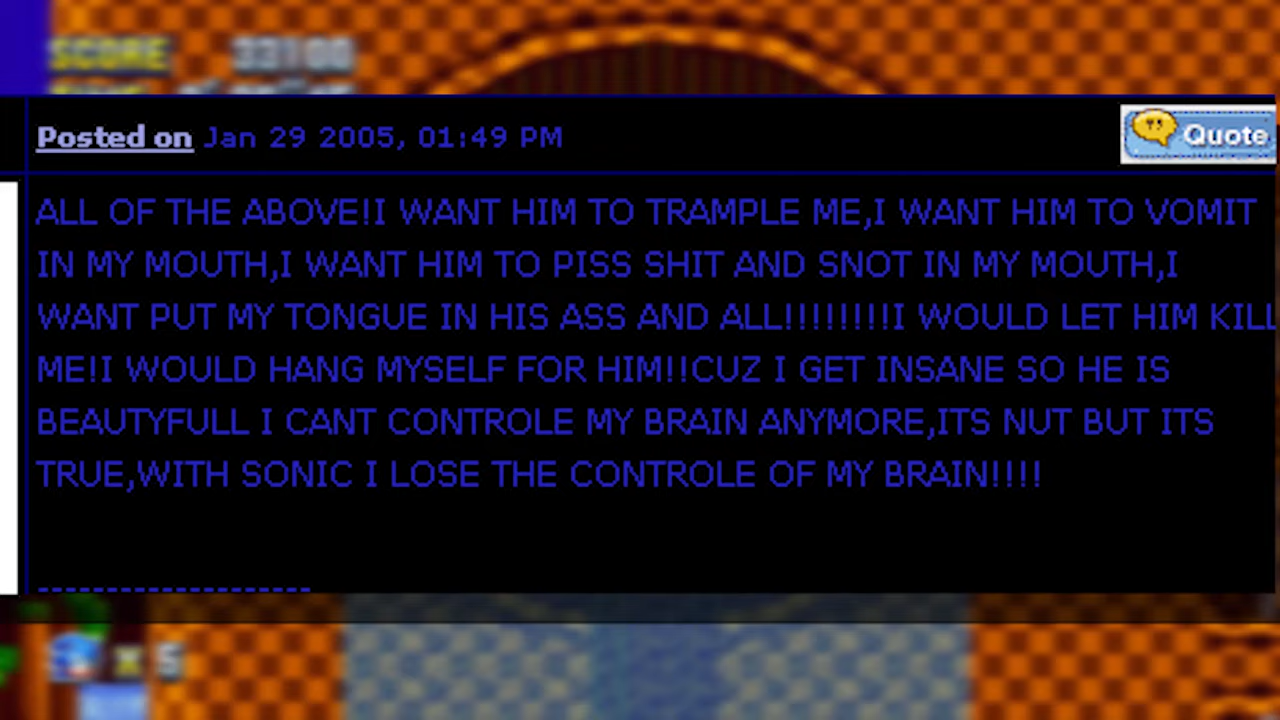 SCORE 33100
Posted on Jan 29 2005, 01:49 PM
Quote
ALL OF THE ABOVE!I WANT HIM TO TRAMPLE ME,I WANT HIM TO VOMIT
IN MY MOUTH,I WANT HIM TO PISS SHIT AND SNOT IN MY MOUTH,I
WANT PUT MY TONGUE IN HIS ASS AND ALL!!!!!!!!!I WOULD LET HIM KILL
ME!I WOULD HANG MYSELF FOR HIM!!CUZ I GET INSANE SO HE IS
BEAUTYFULL I CANT CONTROLE MY BRAIN ANYMORE,ITS NUT BUT ITS
TRUE,WITH SONIC I LOSE THE CONTROLE OF MY BRAIN!!!!
--------------------
x 5